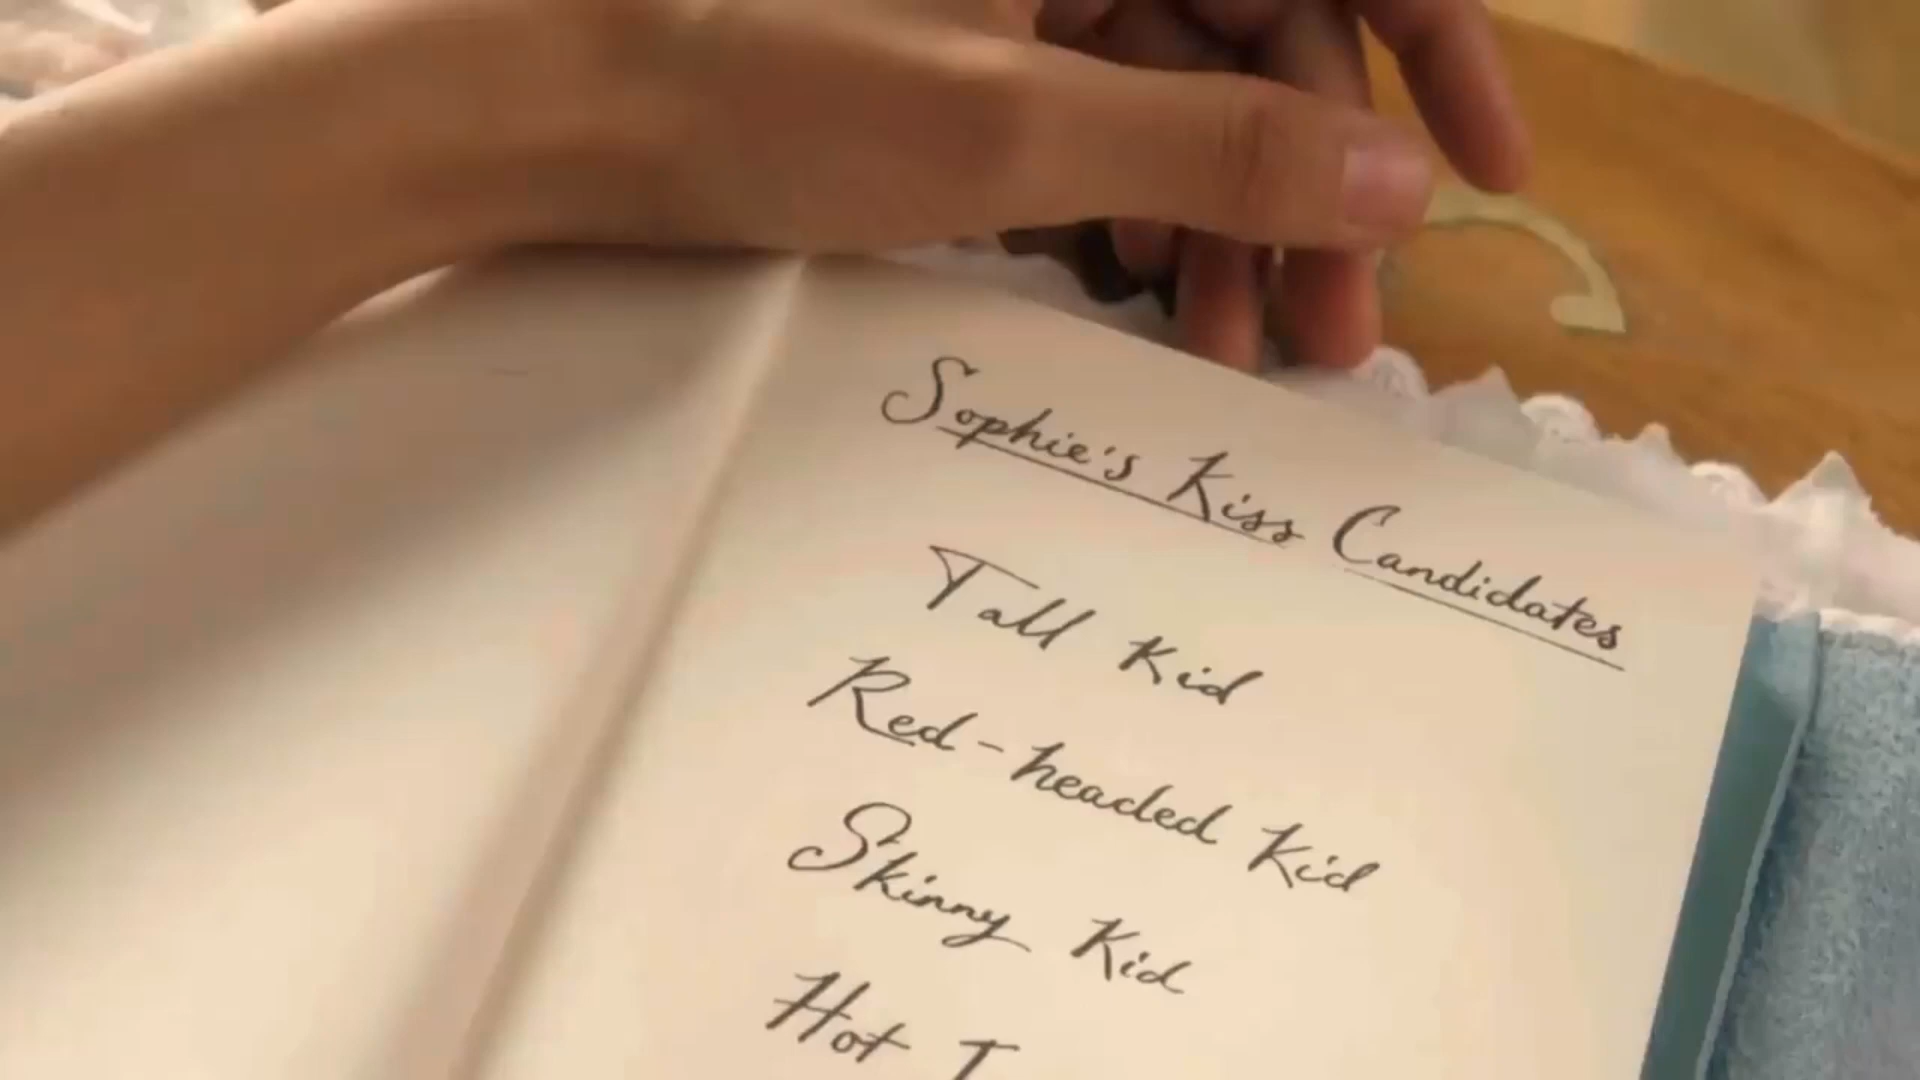 Sophie's Kiss Candidates
Tall Kid
Red-headed Kid
Skinny Kid
Hot